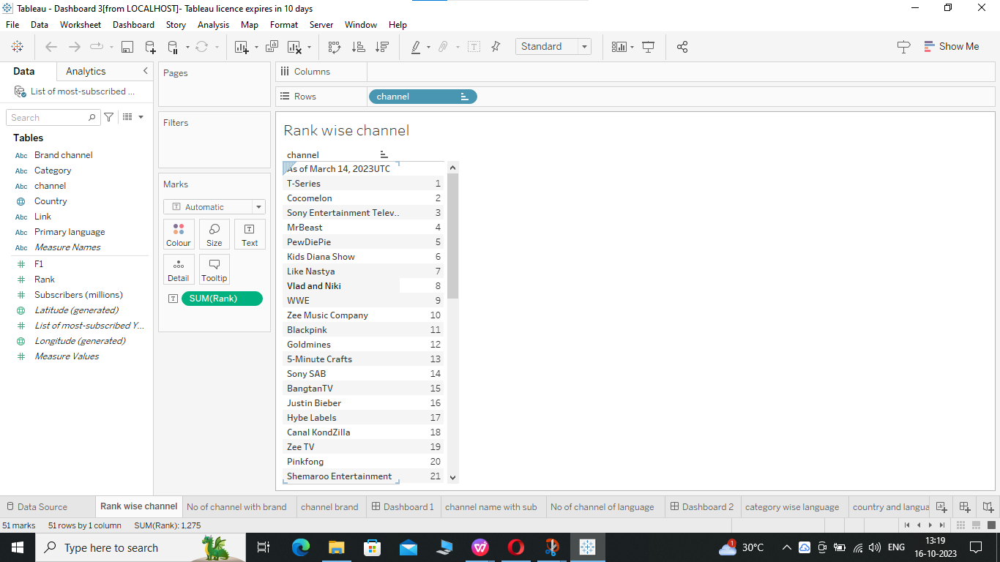 Tableau - Dashboard 3[from LOCALHOST]- Tableau licence expires in 10 days
File Data Worksheet Dashboard Story Analysis Map Format Server Window Help
Standard
Show Me
Data Analytics
List of most-subscribed ...
Search
Tables
Abc Brand channel
Abc Category
Abc channel
Country
Abc Link
Abc Primary language
Abc Measure Names
F1
Rank
Subscribers (millions)
Latitude (generated)
List of most-subscribed Y...
Longitude (generated)
Measure Values
Pages
Filters
Marks
Automatic
Colour Size Text
Detail Tooltip
SUM(Rank)
Columns
Rows channel
Rank wise channel
channel
As of March 14, 2023UTC
T-Series 1
Cocomelon 2
Sony Entertainment Telev.. 3
MrBeast 4
PewDiePie 5
Kids Diana Show 6
Like Nastya 7
Vlad and Niki 8
WWE 9
Zee Music Company 10
Blackpink 11
Goldmines 12
5-Minute Crafts 13
Sony SAB 14
BangtanTV 15
Justin Bieber 16
Hybe Labels 17
Canal KondZilla 18
Zee TV 19
Pinkfong 20
Shemaroo Entertainment 21
Data Source Rank wise channel No of channel with brand channel brand Dashboard 1 channel name with sub No of channel of language Dashboard 2 category wise language country and langua
51 marks 51 rows by 1 column SUM(Rank): 1,275
Type here to search
1
30°C
ENG
13:19
16-10-2023